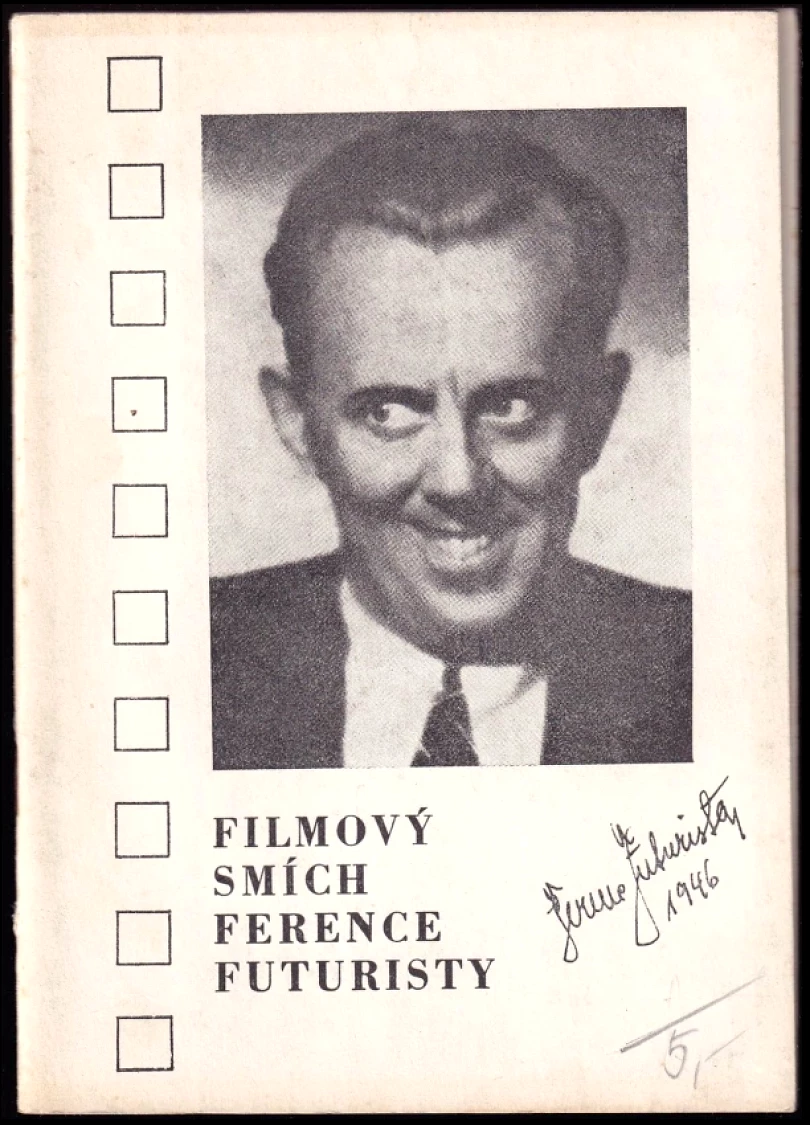 FILMOVÝ
SMÍCH
FERENCE
FUTURISTY
Ferenc Futurista
1946
5,-